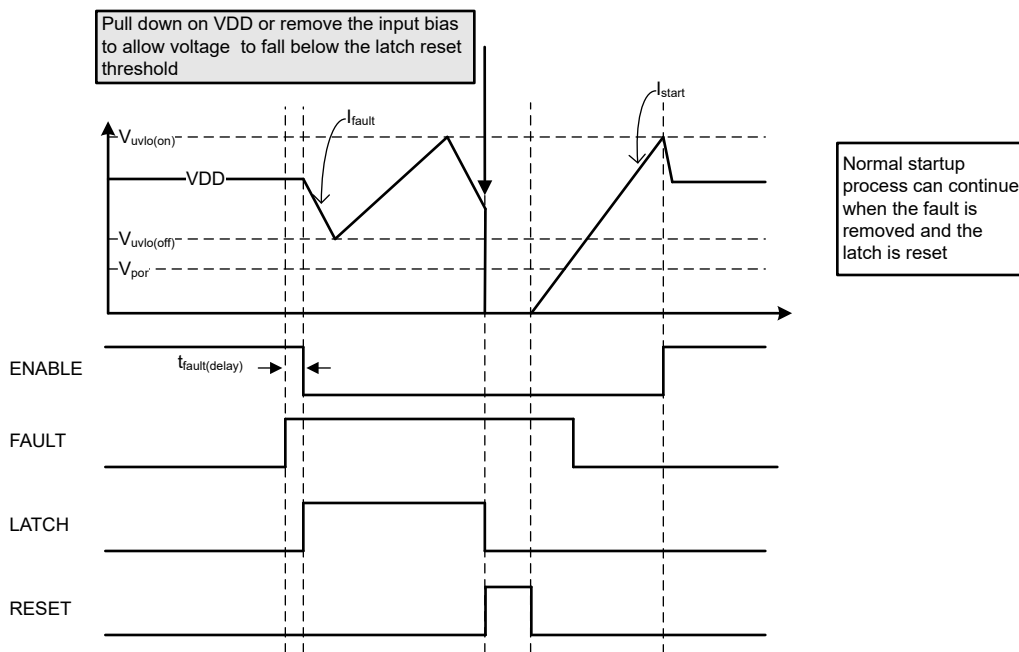 Pull down on VDD or remove the input bias
to allow voltage to fall below the latch reset
threshold
Ifault
Istart
Vuvlo(on)
VDD
Vuvlo(off)
Vpor
Normal startup
process can continue
when the fault is
removed and the
latch is reset
ENABLE
tfault(delay)
FAULT
LATCH
RESET